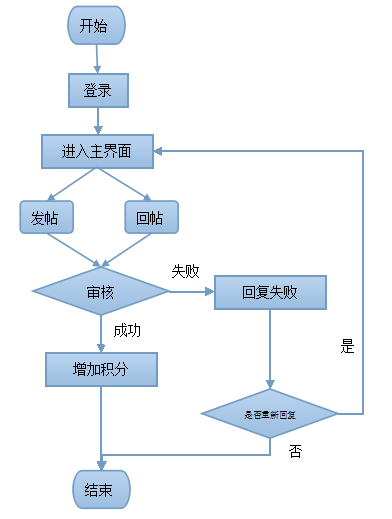 开始
登录
进入主界面
发帖
回帖
审核
失败
回复失败
成功
是
增加积分
是否重新回复
否
结束